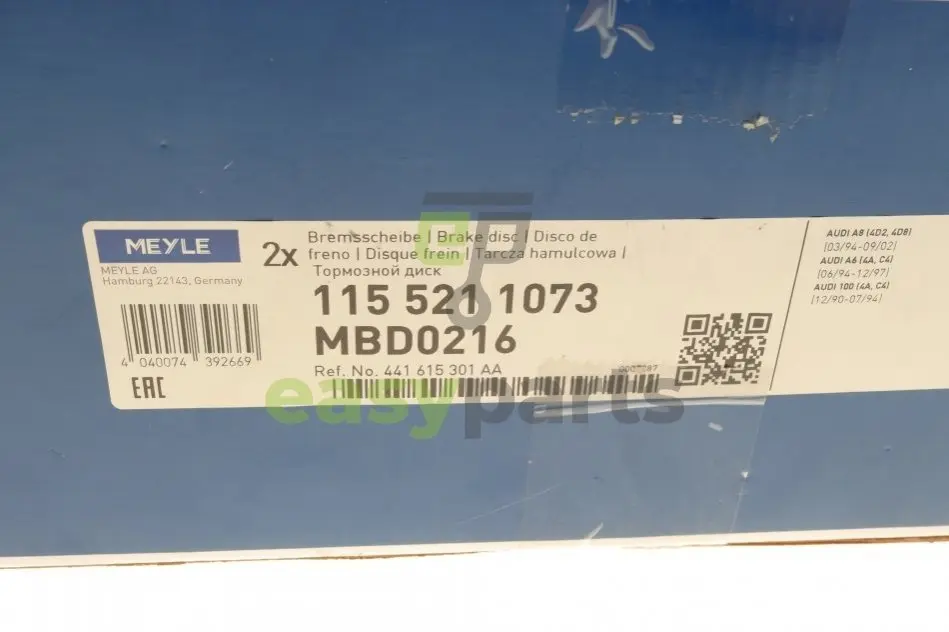 MEYLE
MEYLE AG
Hamburg 22143, Germany
4 040074 392669
EAC
2x
Bremsscheibe | Brake disc | Disco de
freno | Disque frein | Tarcza hamulcowa |
Тормозной диск
115 521 1073
MBD0216
Ref. No. 441 615 301 AA
AUDI A8 (4D2, 4D8)
(03/94-09/02)
AUDI A6 (4A, C4)
(06/94-12/97)
AUDI 100 (4A, C4)
(12/90-07/94)
easyparts